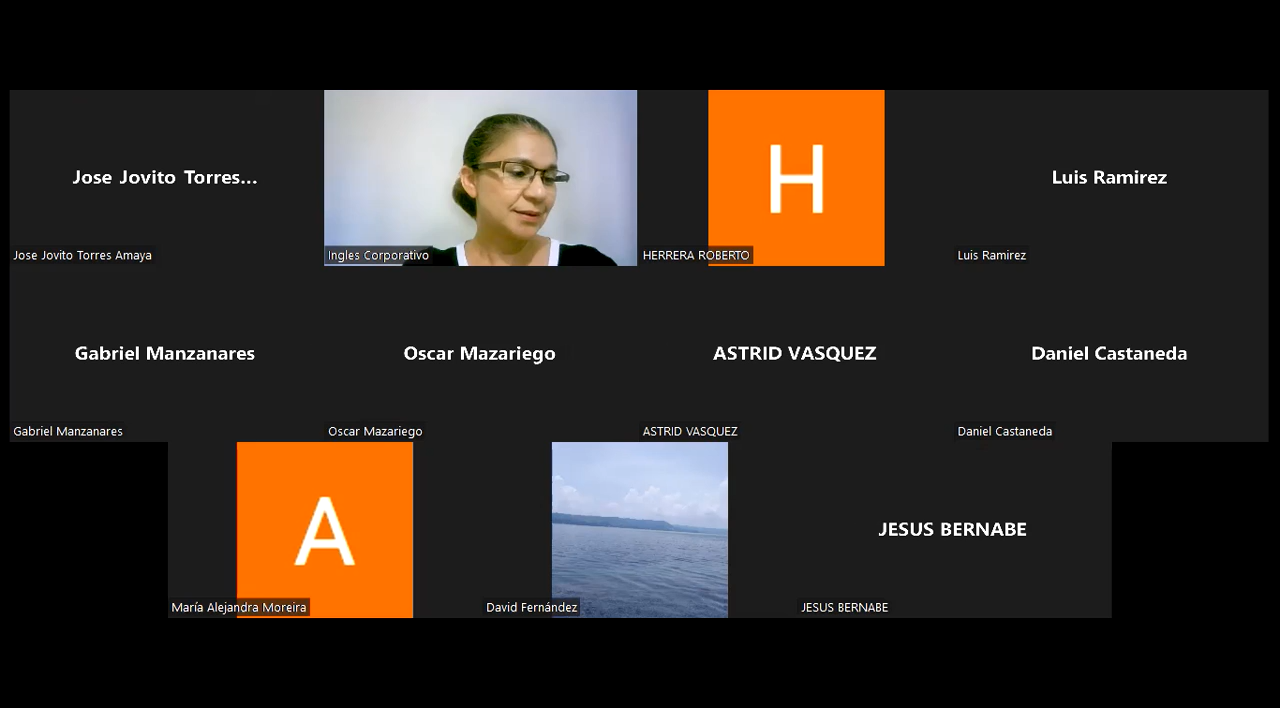 Jose Jovito Torres...
Jose Jovito Torres Amaya
Ingles Corporativo
H
HERRERA ROBERTO
Luis Ramirez
Luis Ramirez
Gabriel Manzanares
Gabriel Manzanares
Oscar Mazariego
Oscar Mazariego
ASTRID VASQUEZ
ASTRID VASQUEZ
Daniel Castaneda
Daniel Castaneda
A
María Alejandra Moreira
David Fernández
JESUS BERNABE
JESUS BERNABE